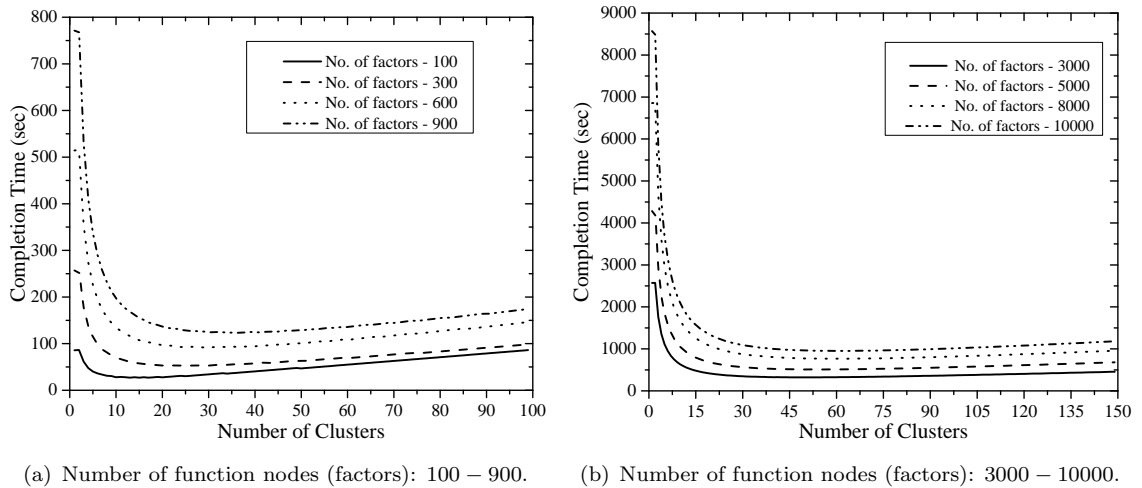 800
700
600
500
400
300
200
100
0
Completion Time (sec)
No. of factors - 100
No. of factors - 300
No. of factors - 600
No. of factors - 900
0 10 20 30 40 50 60 70 80 90 100
Number of Clusters
(a) Number of function nodes (factors): 100 − 900.
9000
8000
7000
6000
5000
4000
3000
2000
1000
0
Completion Time (sec)
No. of factors - 3000
No. of factors - 5000
No. of factors - 8000
No. of factors - 10000
0 15 30 45 60 75 90 105 120 135 150
Number of Clusters
(b) Number of function nodes (factors): 3000 − 10000.